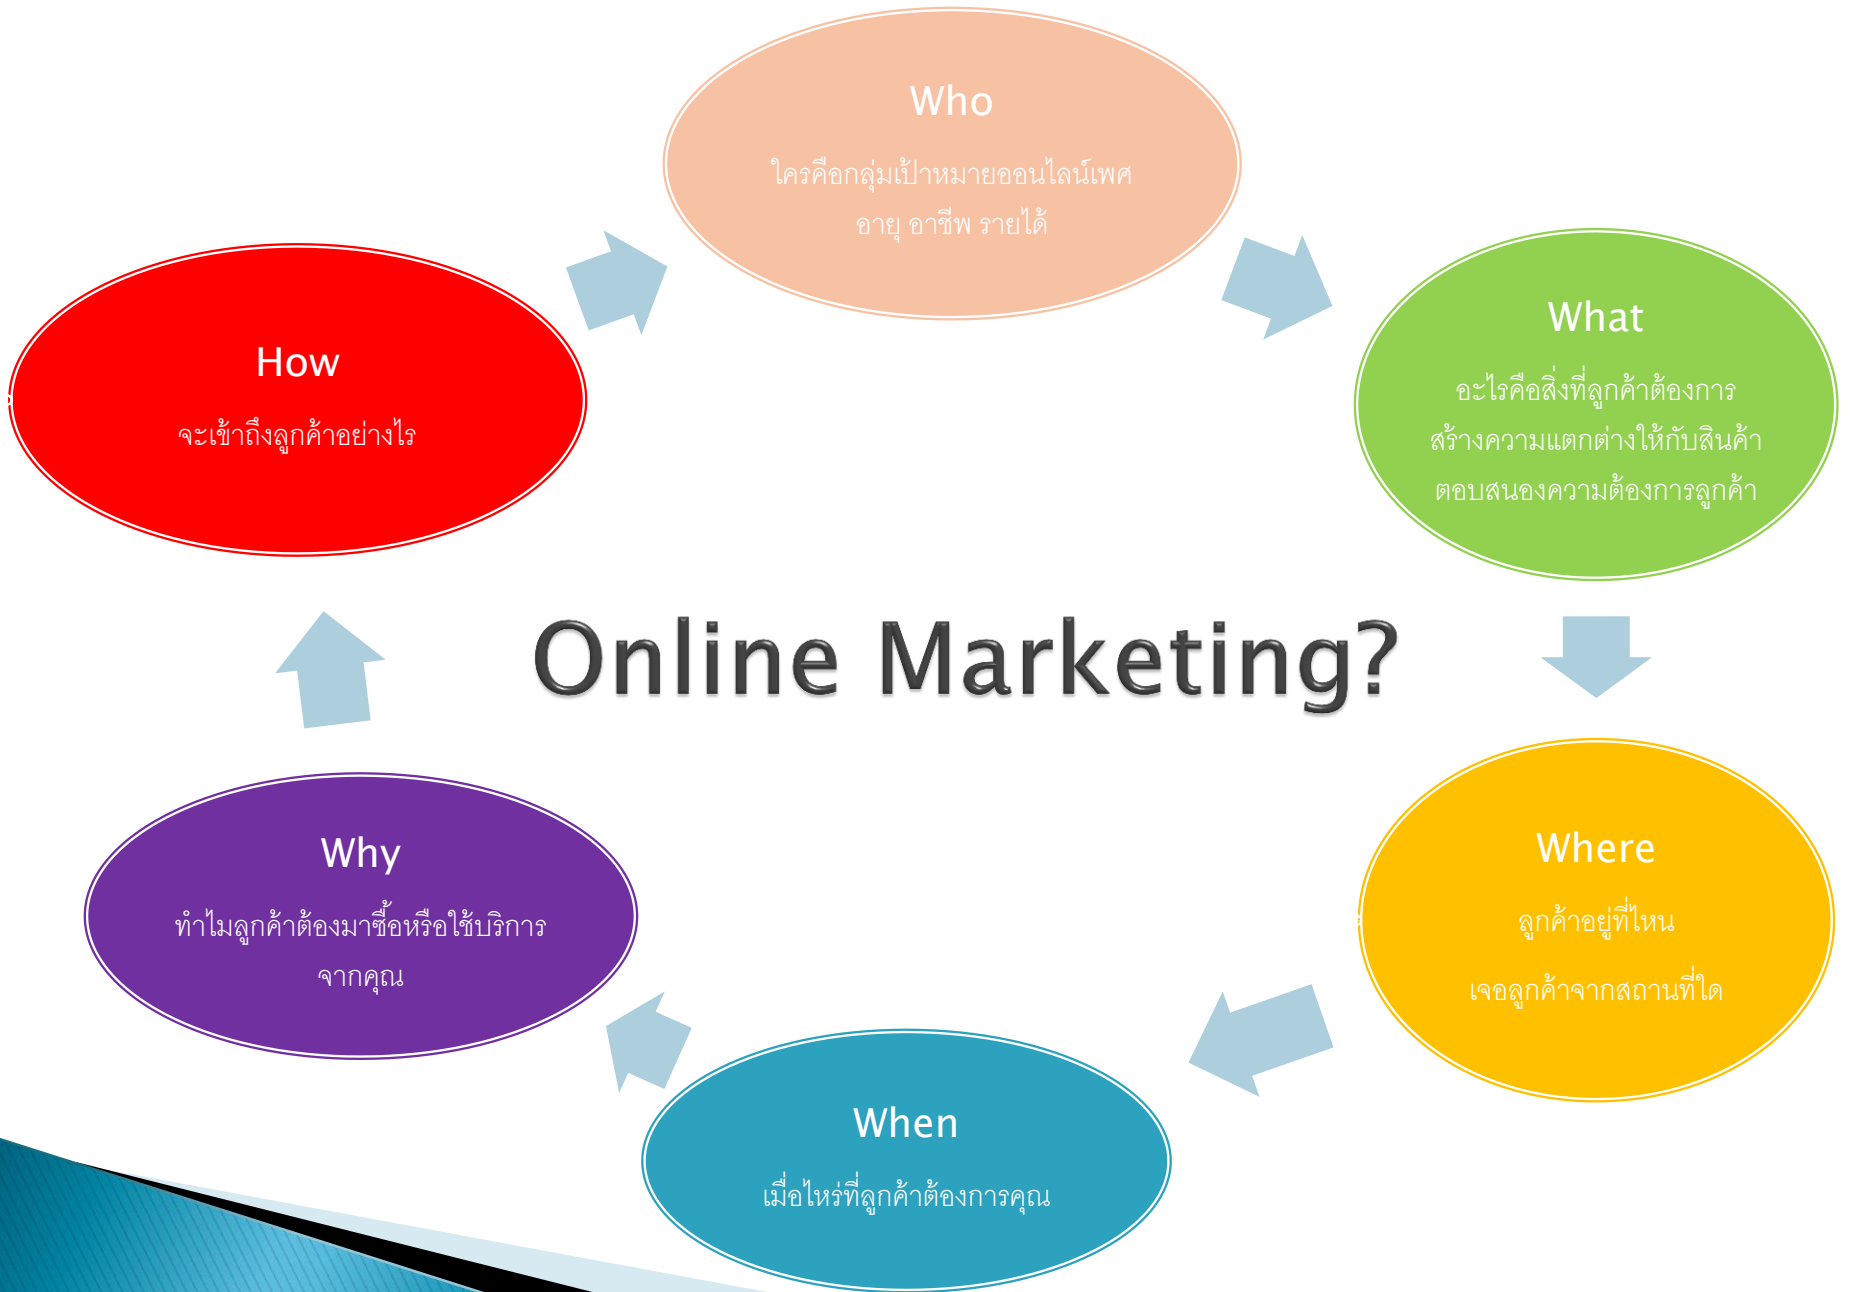 Who
ใครคือกลุ่มเป้าหมายออนไลน์เพศ
อายุ อาชีพ รายได้
What
อะไรคือสิ่งที่ลูกค้าต้องการ
สร้างความแตกต่างให้กับสินค้า
ตอบสนองความต้องการลูกค้า
Where
ลูกค้าอยู่ที่ไหน
เจอลูกค้าจากสถานที่ใด
When
เมื่อไหร่ที่ลูกค้าต้องการคุณ
Why
ทำไมลูกค้าต้องมาซื้อหรือใช้บริการ
จากคุณ
How
จะเข้าถึงลูกค้าอย่างไร
Online Marketing?